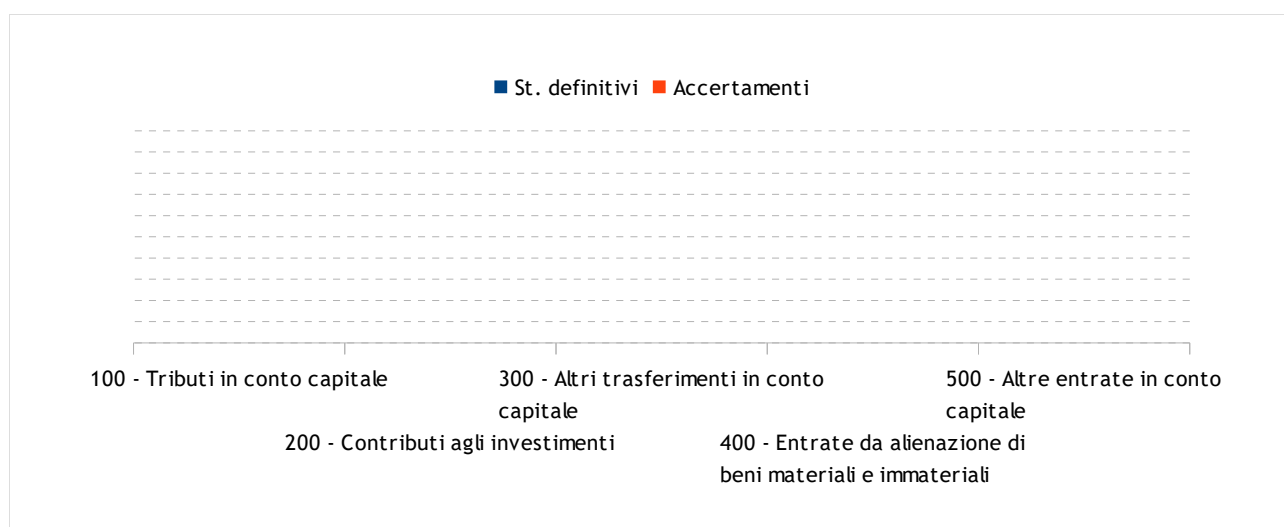 St. definitivi Accertamenti
100 - Tributi in conto capitale
200 - Contributi agli investimenti
300 - Altri trasferimenti in conto
capitale
400 - Entrate da alienazione di
beni materiali e immateriali
500 - Altre entrate in conto
capitale